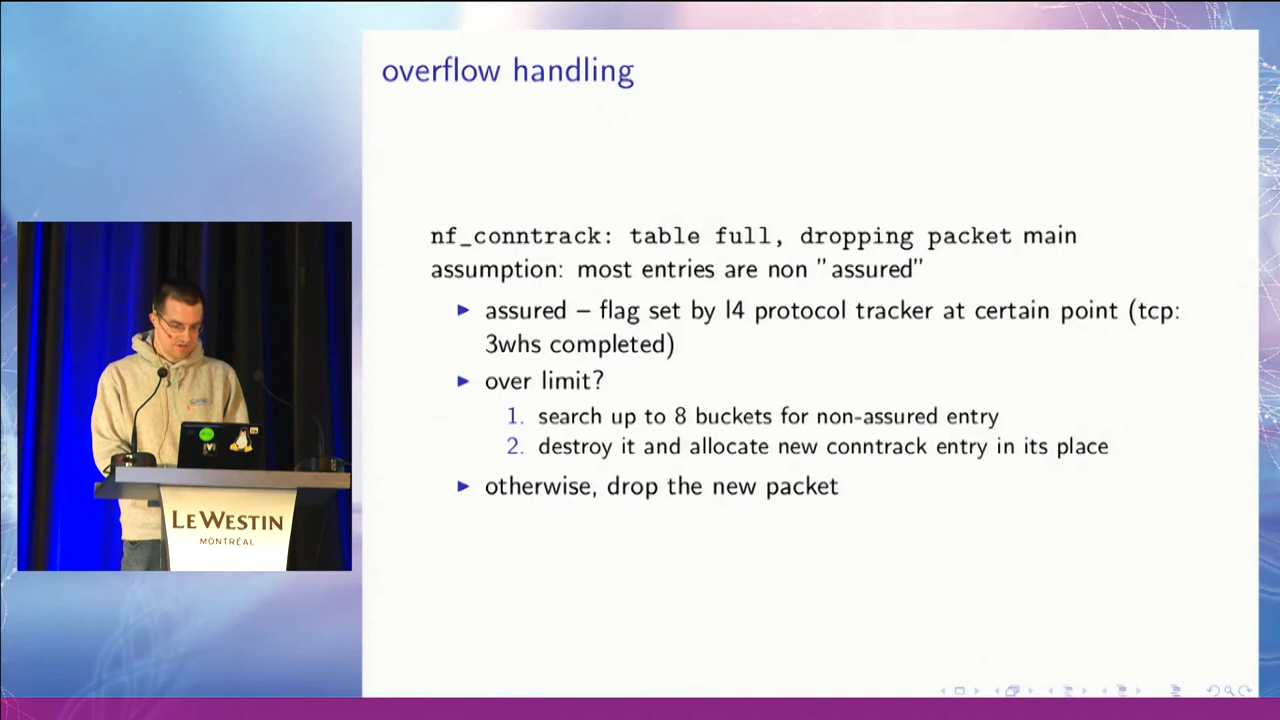 overflow handling
nf_conntrack: table full, dropping packet main
assumption: most entries are non "assured"
assured – flag set by l4 protocol tracker at certain point (tcp:
3whs completed)
over limit?
1. search up to 8 buckets for non-assured entry
2. destroy it and allocate new conntrack entry in its place
otherwise, drop the new packet
LE WESTIN
MONTRÉAL